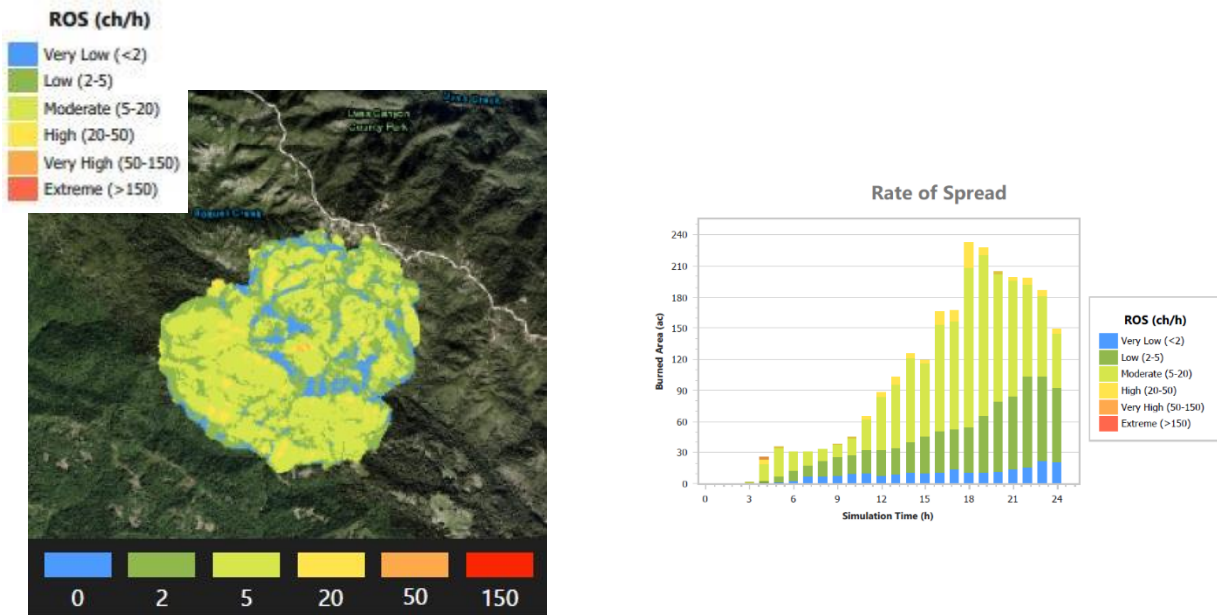 ROS (ch/h)
Very Low (<2)
Low (2-5)
Moderate (5-20)
High (20-50)
Very High (50-150)
Extreme (>150)
County Park
0 2 5 20 50 150
Rate of Spread
Burned Area (ac)
240
210
180
150
120
90
60
30
0
0 3 6 9 12 15 18 21 24
Simulation Time (h)
ROS (ch/h)
Very Low (<2)
Low (2-5)
Moderate (5-20)
High (20-50)
Very High (50-150)
Extreme (>150)